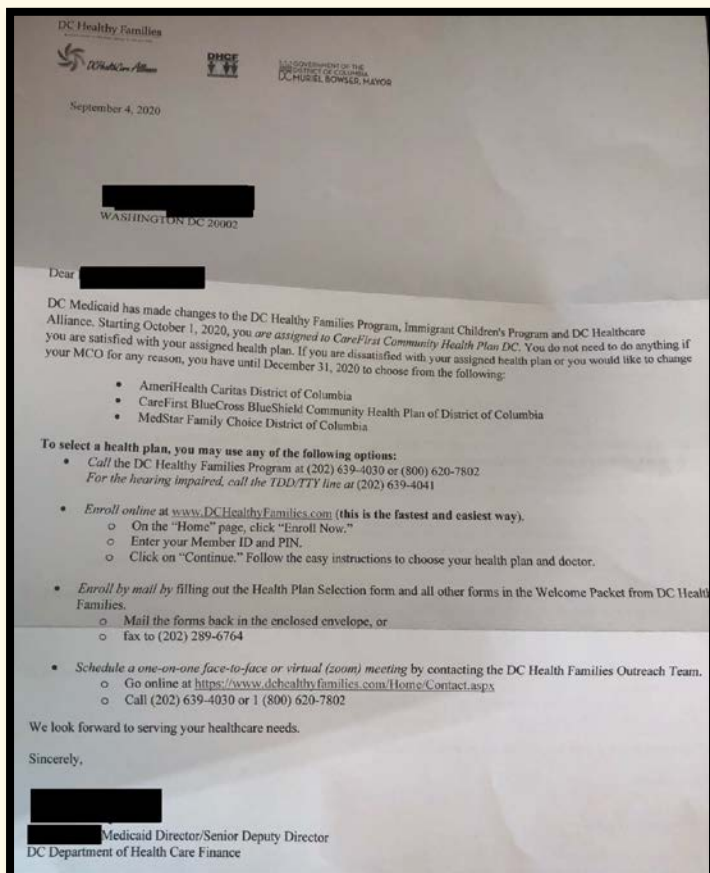 DC Healthy Families
DC HealthCare Alliance
DHCF
GOVERNMENT OF THE
DISTRICT OF COLUMBIA
DC MURIEL BOWSER, MAYOR
September 4, 2020
WASHINGTON DC 20002
Dear
DC Medicaid has made changes to the DC Healthy Families Program, Immigrant Children's Program and DC Healthcare
Alliance. Starting October 1, 2020, you are assigned to CareFirst Community Health Plan DC. You do not need to do anything if
you are satisfied with your assigned health plan. If you are dissatisfied with your assigned health plan or you would like to change
your MCO for any reason, you have until December 31, 2020 to choose from the following:
• AmeriHealth Caritas District of Columbia
• CareFirst BlueCross BlueShield Community Health Plan of District of Columbia
• MedStar Family Choice District of Columbia
To select a health plan, you may use any of the following options:
• Call the DC Healthy Families Program at (202) 639-4030 or (800) 620-7802
For the hearing impaired, call the TDD/TTY line at (202) 639-4041
• Enroll online at www.DCHealthyFamilies.com (this is the fastest and easiest way).
o On the “Home” page, click “Enroll Now.”
o Enter your Member ID and PIN.
o Click on “Continue.” Follow the easy instructions to choose your health plan and doctor.
• Enroll by mail by filling out the Health Plan Selection form and all other forms in the Welcome Packet from DC Health
Families.
o Mail the forms back in the enclosed envelope, or
o fax to (202) 289-6764
• Schedule a one-on-one face-to-face or virtual (zoom) meeting by contacting the DC Health Families Outreach Team.
o Go online at https://www.dchealthyfamilies.com/Home/Contact.aspx
o Call (202) 639-4030 or 1 (800) 620-7802
We look forward to serving your healthcare needs.
Sincerely,
Medicaid Director/Senior Deputy Director
DC Department of Health Care Finance